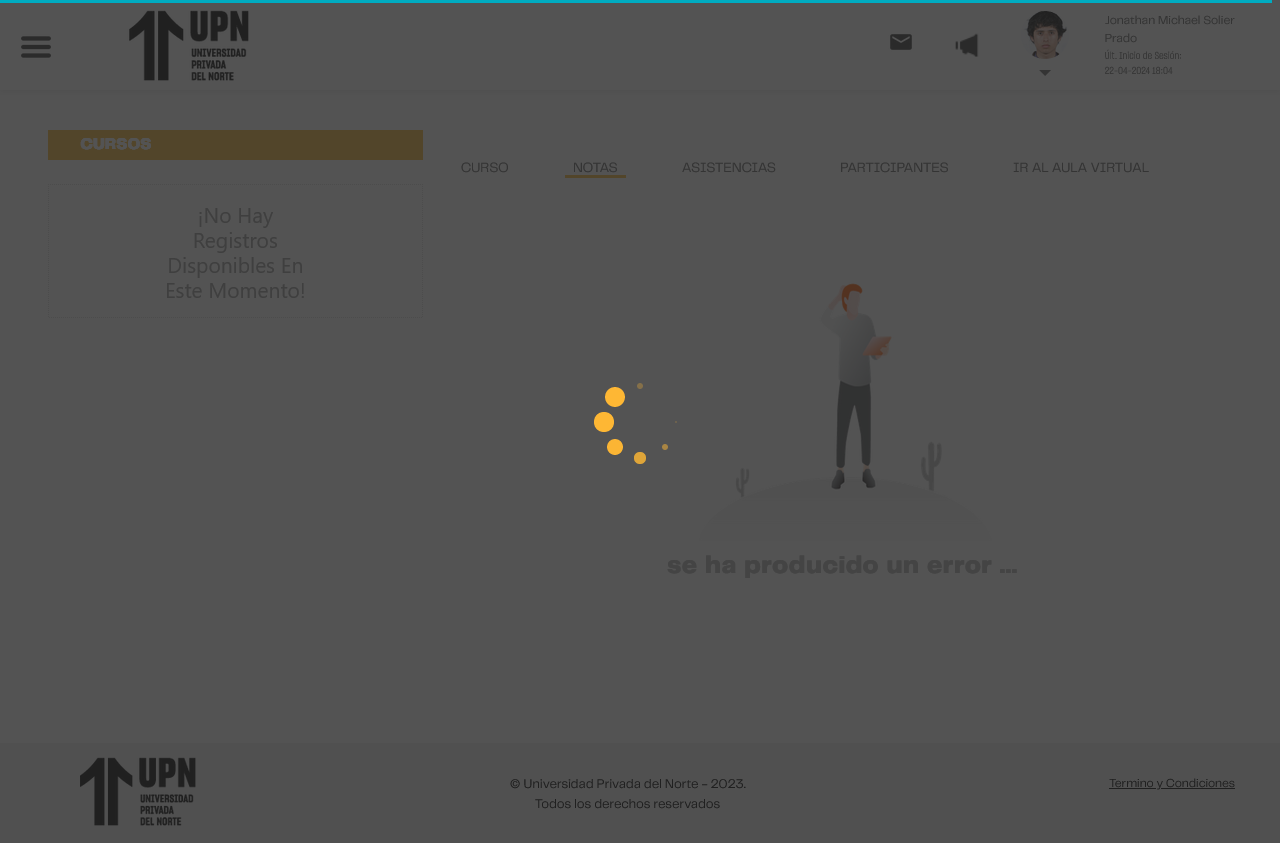 UPN
UNIVERSIDAD
PRIVADA
DEL NORTE
Jonathan Michael Solier
Prado
Últ. Inicio de Sesión:
22-04-2024 18:04
CURSOS
CURSO
NOTAS
ASISTENCIAS
PARTICIPANTES
IR AL AULA VIRTUAL
¡No Hay
Registros
Disponibles En
Este Momento!
se ha producido un error ...
UPN
UNIVERSIDAD
PRIVADA
DEL NORTE
© Universidad Privada del Norte - 2023.
Todos los derechos reservados
Termino y Condiciones